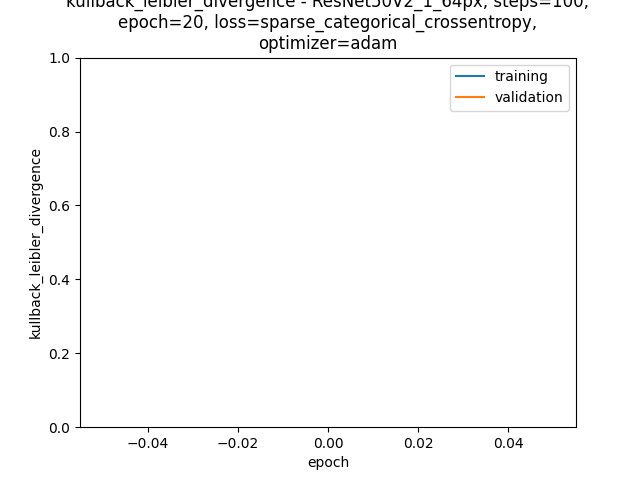 kullback_leibler_divergence - ResNet50V2_1_64px, steps=100,
epoch=20, loss=sparse_categorical_crossentropy,
optimizer=adam
training
validation
kullback_leibler_divergence
1.0
0.8
0.6
0.4
0.2
0.0
−0.04 −0.02 0.00 0.02 0.04
epoch